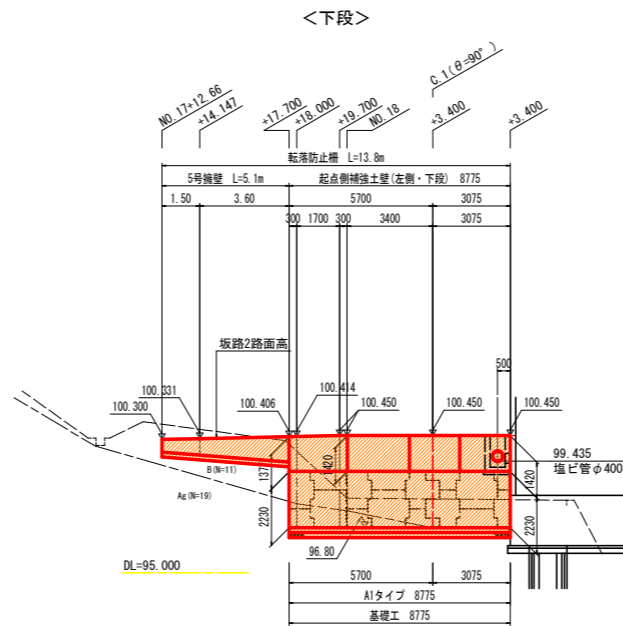 <下段>
C.1(θ=90°)
NO.17+12.66
+14.147
+17.700
+18.000
+19.700
NO.18
+3.400
+3.400
転落防止柵 L=13.8m
5号擁壁 L=5.1m
起点側補強土壁(左側・下段) 8775
1.50
3.60
5700
3075
300
1700
300
3400
3075
坂路2路面高
500
100.331
100.414
100.300
100.406
100.450
100.450
100.450
99.435
塩ビ管φ400
B(N=11)
137
1420
1420
Ag(N=19)
2230
2230
96.80
DL=95.000
5700
3075
A1タイプ 8775
基礎工 8775